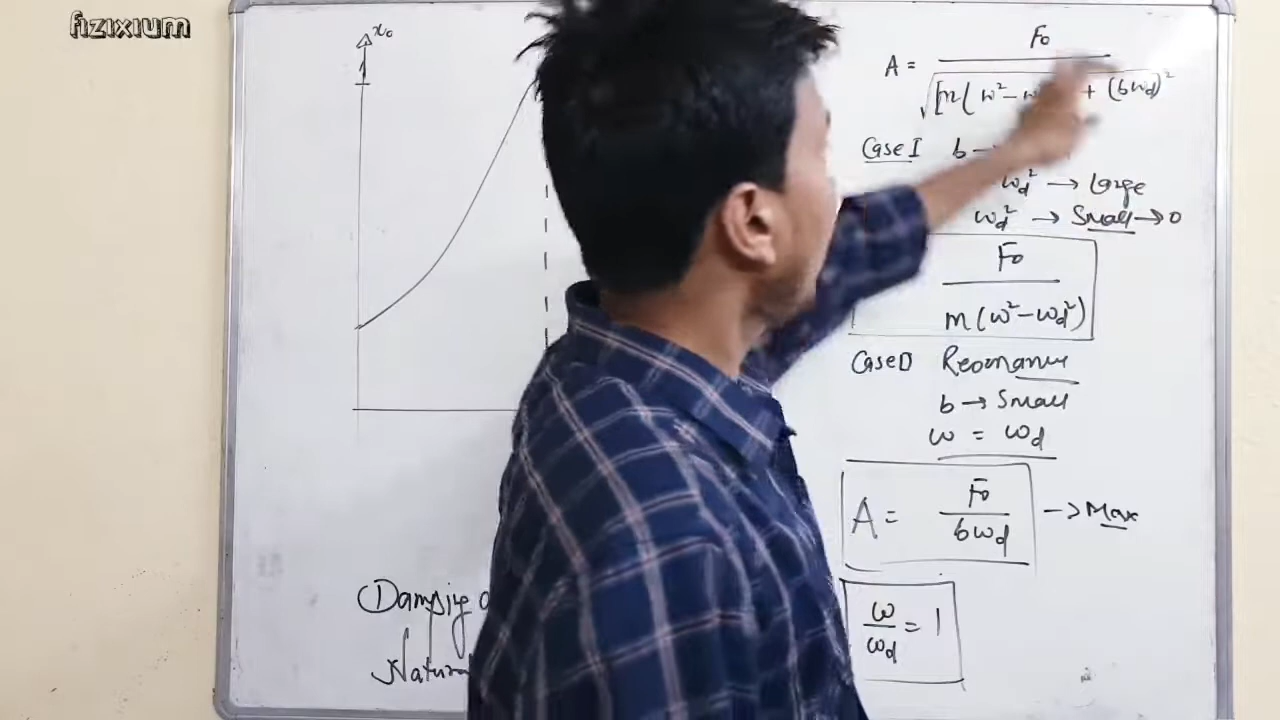 fizixium
x₀
A = F₀
√[m(ω² - ω + (bω_d)²
Case I b →
ω_d² → Large
ω_d² → Small → 0
F₀
m(ω² - ω_d²)
Case II Resonance
b → Small
ω = ω_d
A = F₀ / bω_d → Max
ω / ω_d = 1
Damping
Natural